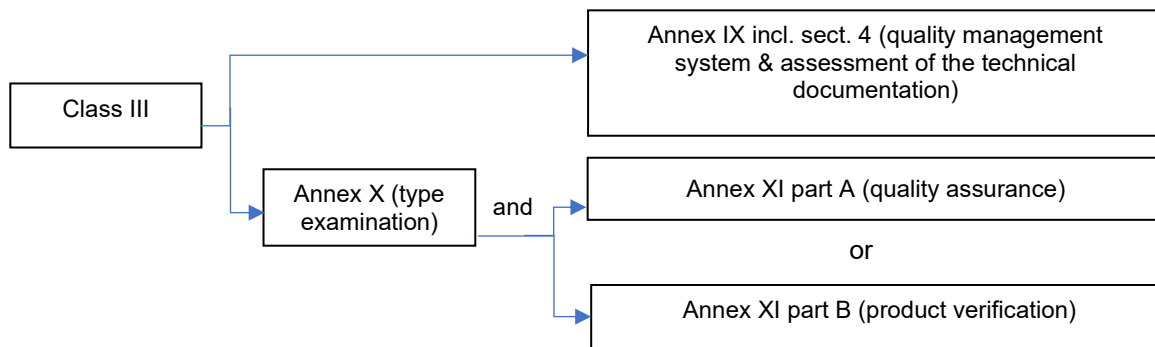 Annex IX incl. sect. 4 (quality management
system & assessment of the technical
documentation)
Class III
Annex X (type
examination)
and
Annex XI part A (quality assurance)
or
Annex XI part B (product verification)